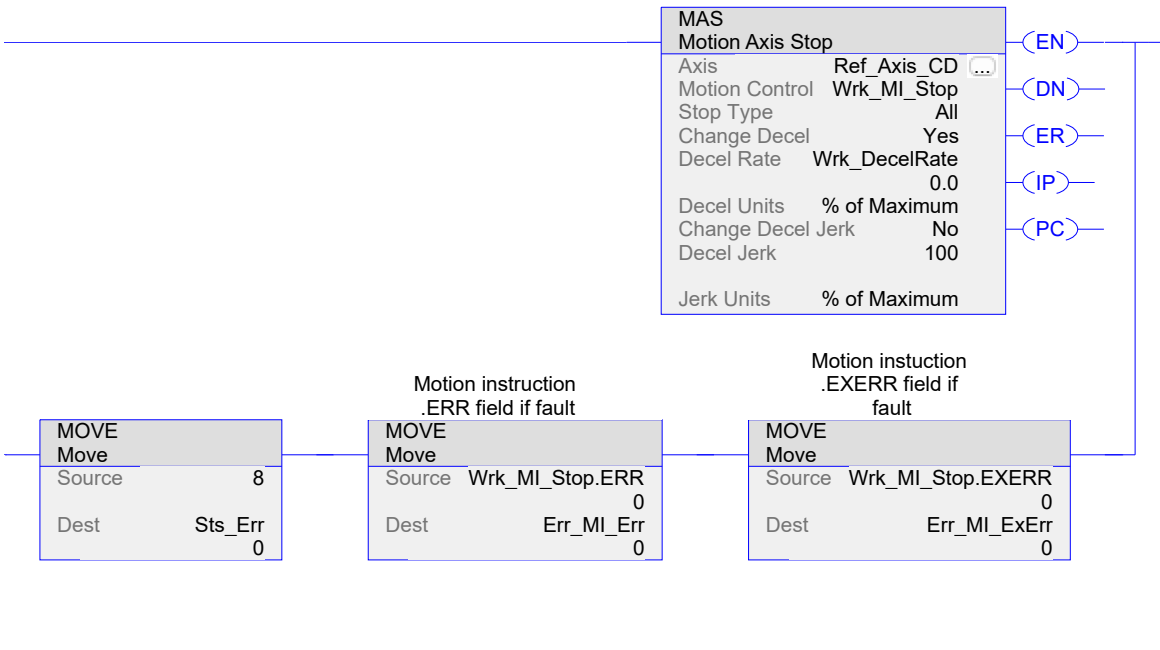 MAS
Motion Axis Stop
Axis Ref_Axis_CD ...
Motion Control Wrk_MI_Stop
Stop Type All
Change Decel Yes
Decel Rate Wrk_DecelRate
0.0
Decel Units % of Maximum
Change Decel Jerk No
Decel Jerk 100
Jerk Units % of Maximum
EN
DN
ER
IP
PC
MOVE
Move
Source 8
Dest Sts_Err
0
Motion instruction
.ERR field if fault
MOVE
Move
Source Wrk_MI_Stop.ERR
0
Dest Err_MI_Err
0
Motion instuction
.EXERR field if
fault
MOVE
Move
Source Wrk_MI_Stop.EXERR
0
Dest Err_MI_ExErr
0